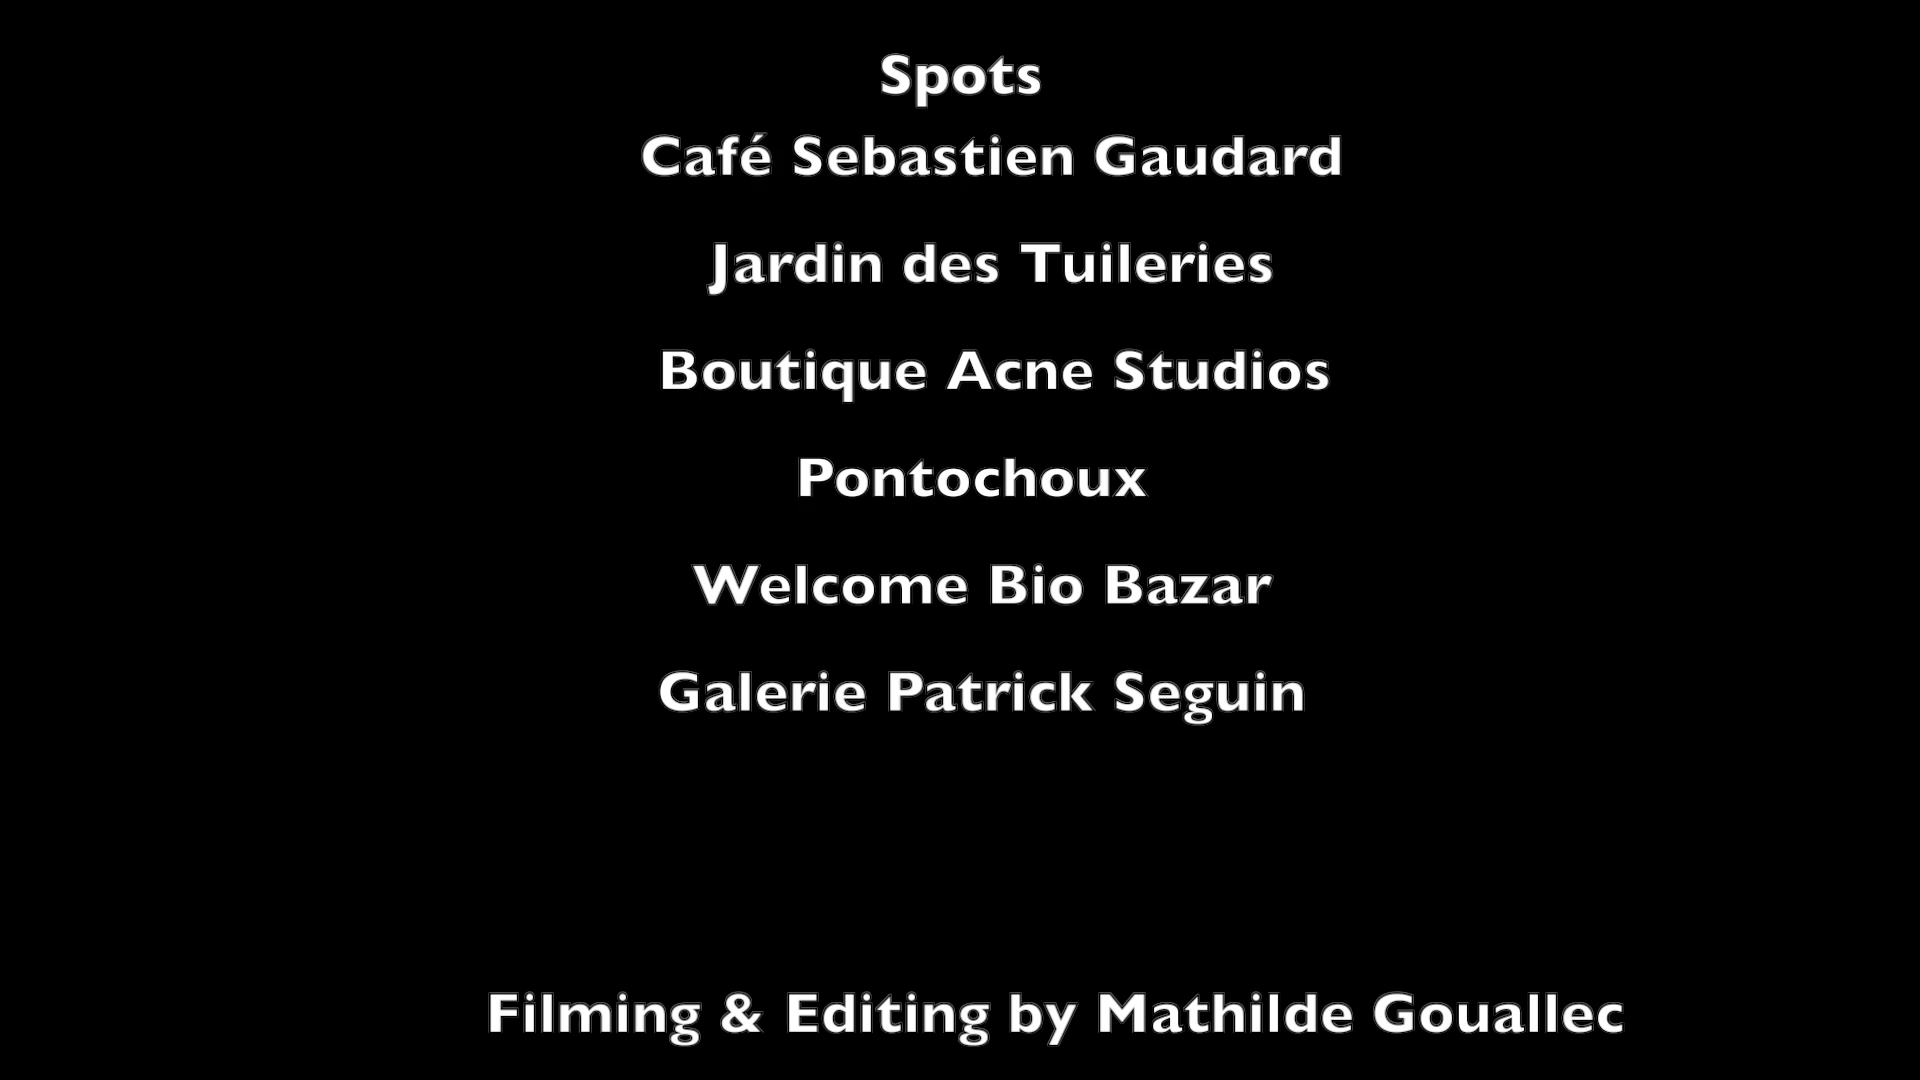 Spots
Café Sebastien Gaudard
Jardin des Tuileries
Boutique Acne Studios
Pontochoux
Welcome Bio Bazar
Galerie Patrick Seguin
Filming & Editing by Mathilde Gouallec